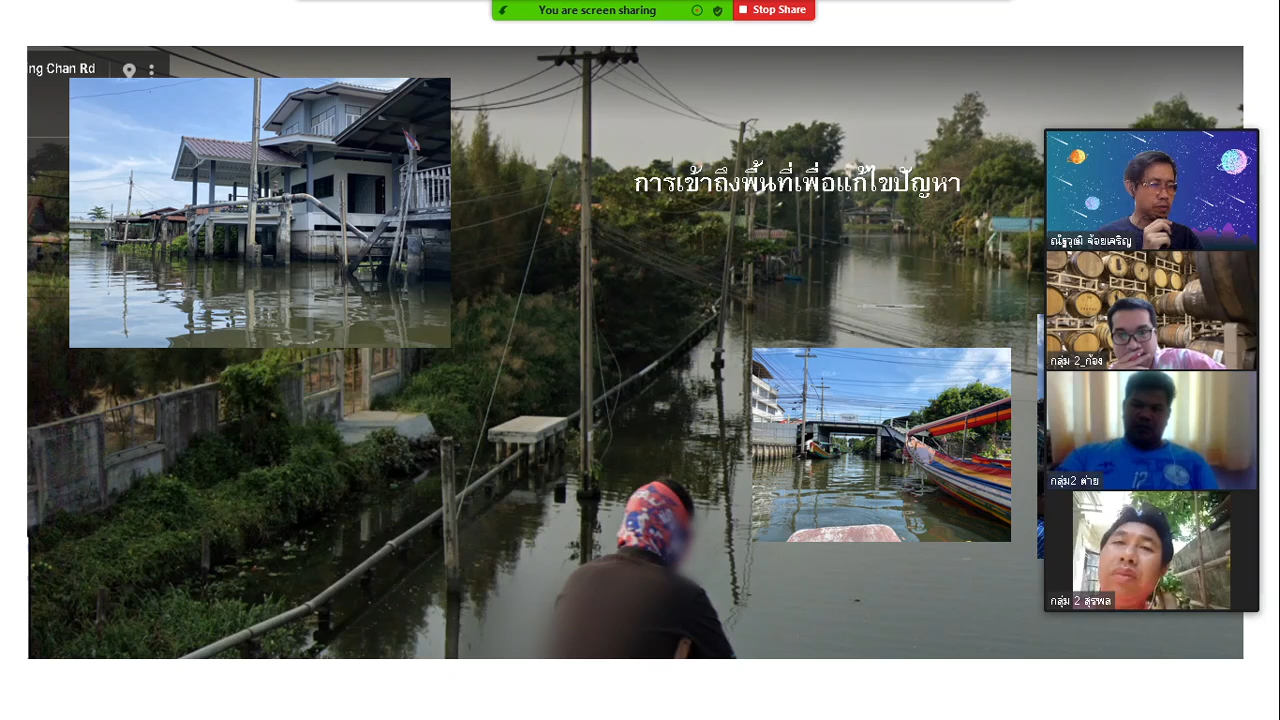 You are screen sharing
Stop Share
ng Chan Rd
การเข้าถึงพื้นที่เพื่อแก้ไขปัญหา
ณัฐวุฒิ จ้อยเจริญ
กลุ่ม 2_ก้อง
กลุ่ม2 ต่าย
กลุ่ม 2 สุรพล